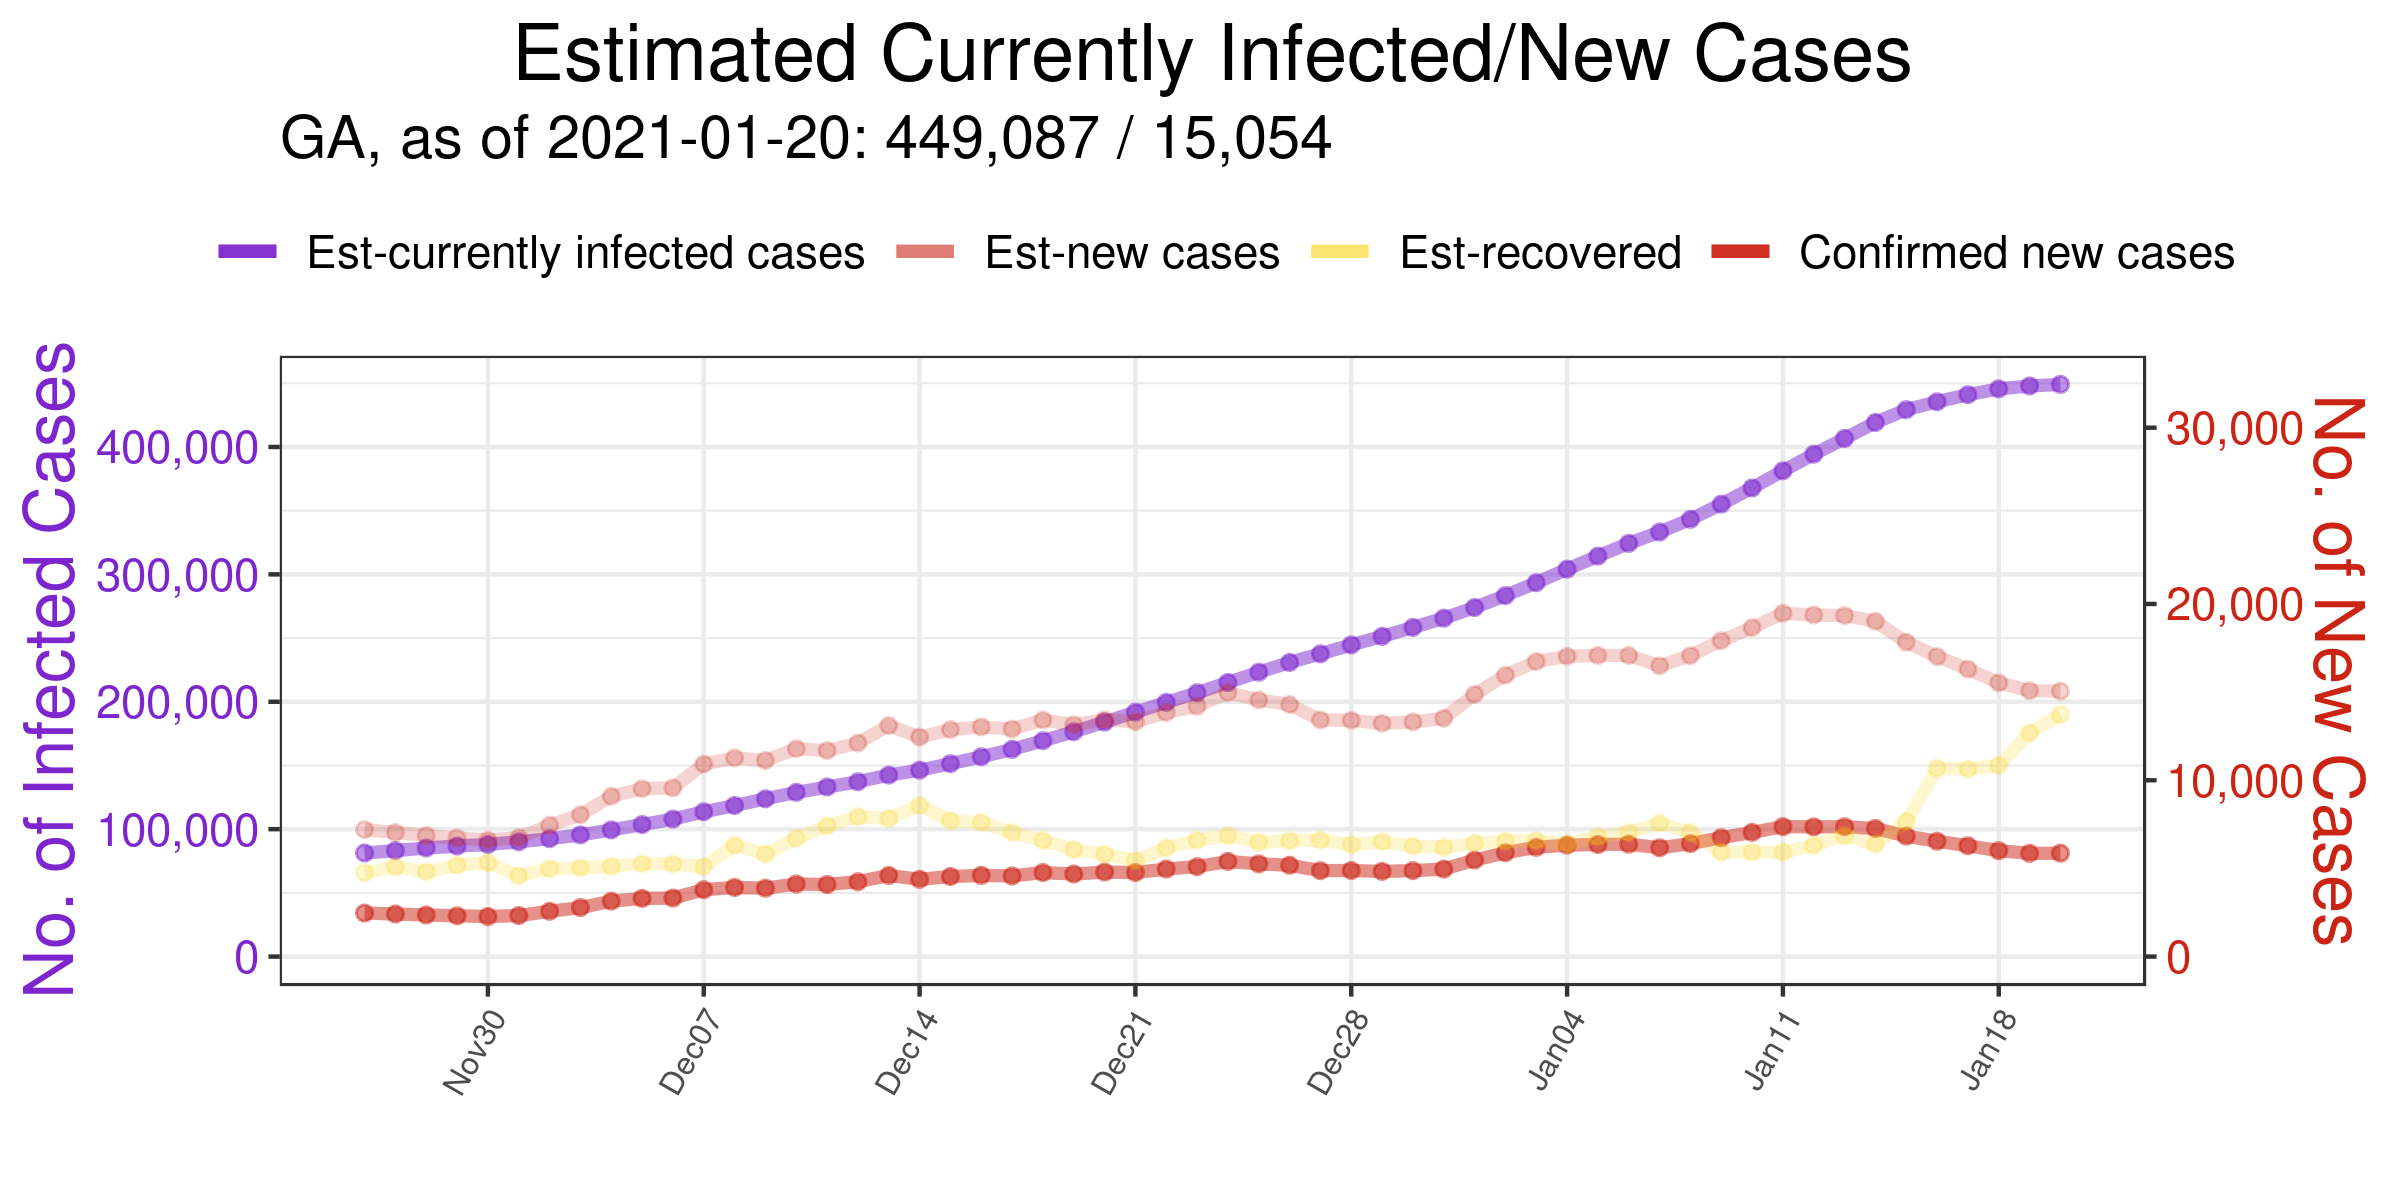 Estimated Currently Infected/New Cases
GA, as of 2021-01-20: 449,087 / 15,054
Est-currently infected cases Est-new cases Est-recovered Confirmed new cases
No. of Infected Cases
400,000
300,000
200,000
100,000
0
30,000
20,000
10,000
0
No. of New Cases
Nov30 Dec07 Dec14 Dec21 Dec28 Jan04 Jan11 Jan18